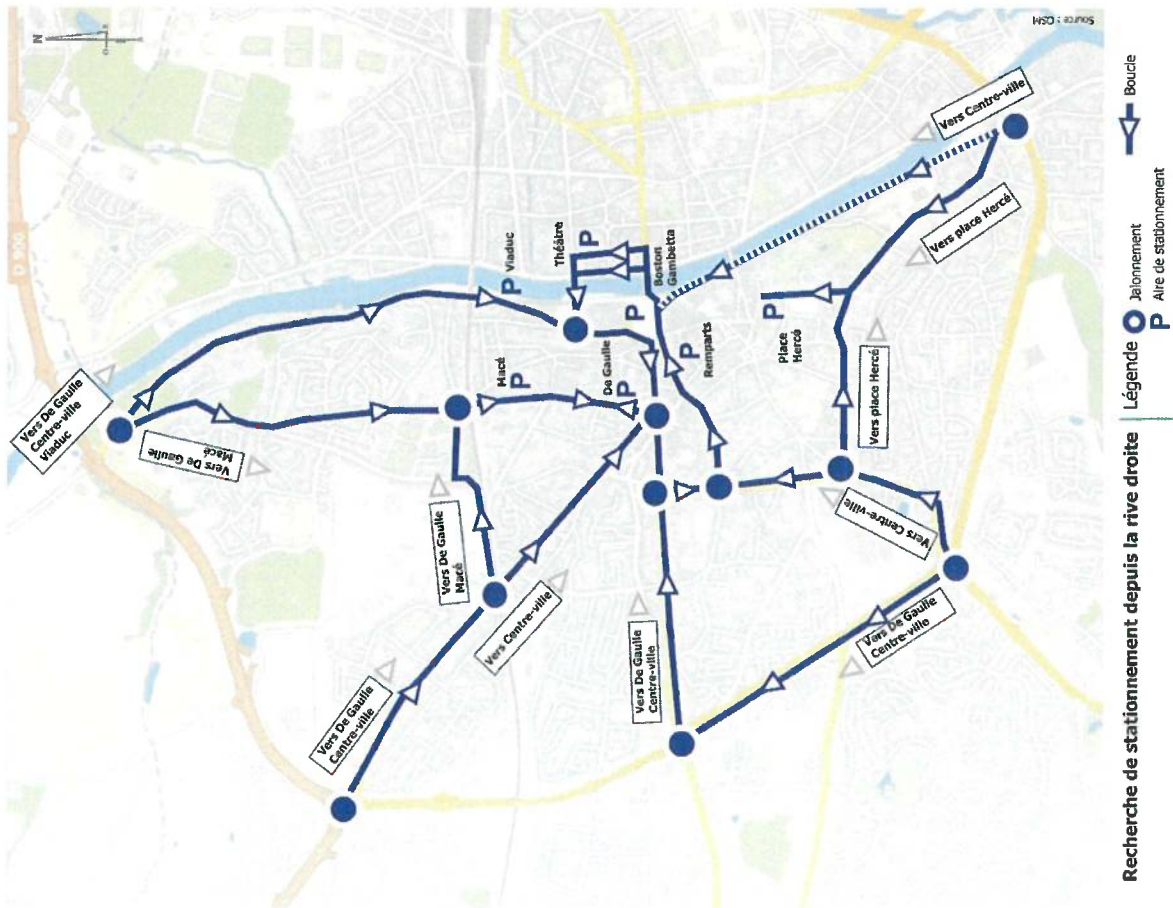 N
0
D 900
Source : OSM
Vers De Gaulle
Centre-ville
Viaduc
Vers De Gaulle
Macé
Vers De Gaulle
Macé
Vers De Gaulle
Centre-ville
Vers Centre-ville
Vers De Gaulle
Centre-ville
Vers De Gaulle
Centre-ville
Vers Centre-ville
Vers place Hercé
Vers place Hercé
Vers Centre-ville
P Viaduc
Théâtre
P
Boston
Gambetta
P
Macé
P
De Gaulle
P
P
Remparts
P
Place
Hercé
Recherche de stationnement depuis la rive droite
Légende
Jalonnement
Boucle
P Aire de stationnement